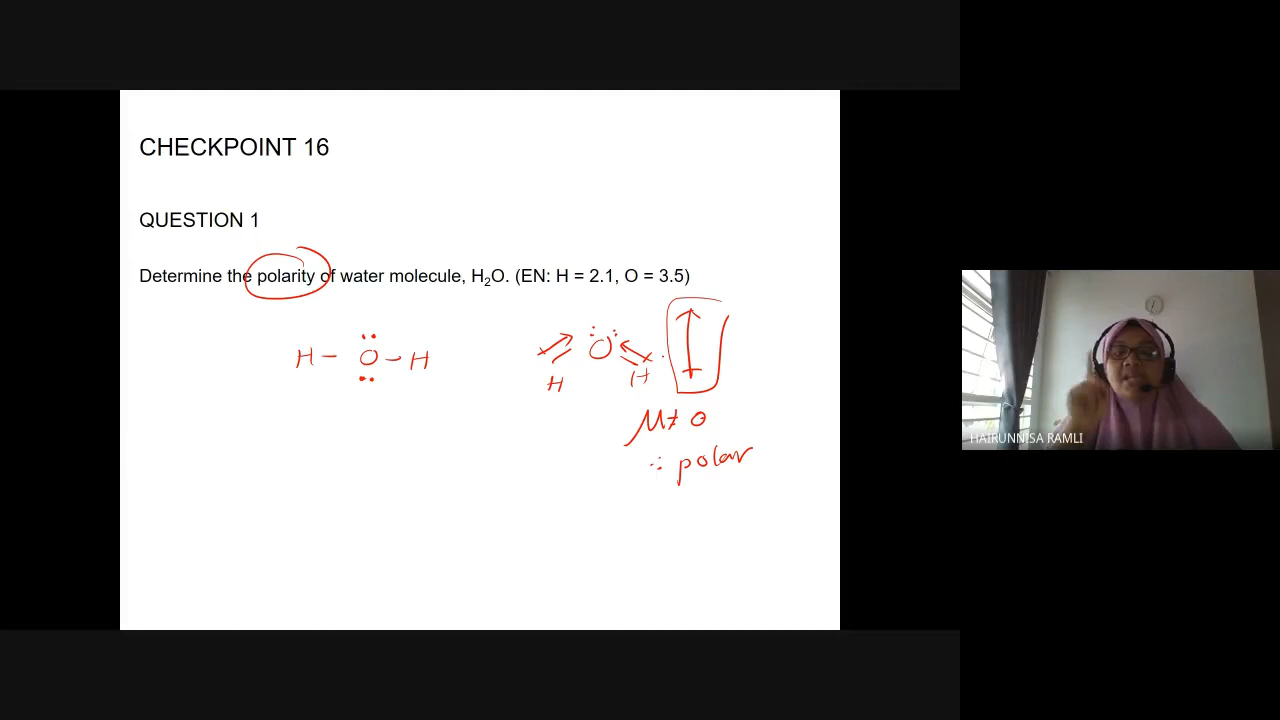 CHECKPOINT 16
QUESTION 1
Determine the polarity of water molecule, H₂O. (EN: H = 2.1, O = 3.5)
H – O – H
O
H H
μ ≠ 0
∴ polar
HAIRUNNISA RAMLI